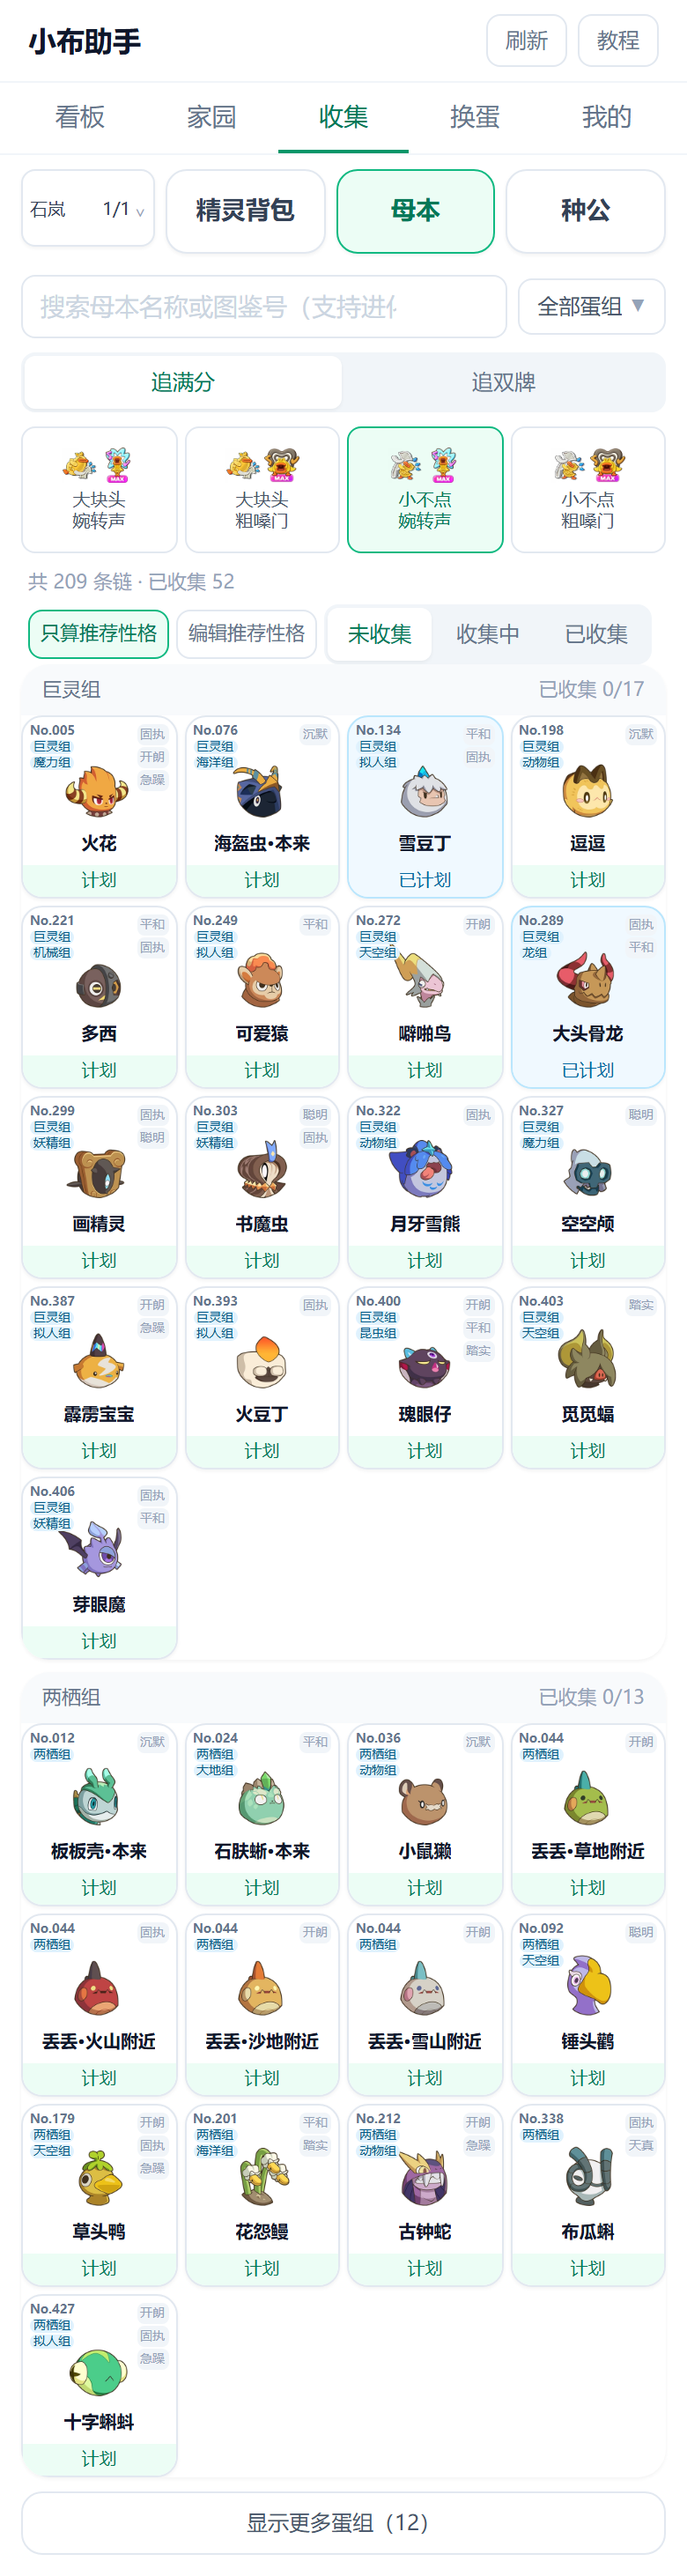 小布助手
刷新 教程
看板 家园 收集 换蛋 我的
石岚 1/1 精灵背包 母本 种公
搜索母本名称或图鉴号（支持进化 全部蛋组 ▼
追满分 追双牌
MAX MAX MAX MAX
大块头 大块头 小不点 小不点
婉转声 粗嗓门 婉转声 粗嗓门
共 209 条链 · 已收集 52
只算推荐性格 编辑推荐性格 未收集 收集中 已收集
巨灵组 已收集 0/17
No.005 固执 No.076 沉默 No.134 平和 No.198 沉默
巨灵组 开朗 巨灵组 巨灵组 固执 巨灵组
魔力组 急躁 海洋组 拟人组 动物组
火花 海盔虫•本来 雪豆丁 逗逗
计划 计划 已计划 计划
No.221 平和 No.249 平和 No.272 开朗 No.289 固执
巨灵组 固执 巨灵组 巨灵组 巨灵组 平和
机械组 拟人组 天空组 龙组
多西 可爱猿 噼啪鸟 大头骨龙
计划 计划 计划 已计划
No.299 固执 No.303 聪明 No.322 固执 No.327 聪明
巨灵组 聪明 巨灵组 固执 巨灵组 巨灵组
妖精组 妖精组 动物组 魔力组
画精灵 书魔虫 月牙雪熊 空空颅
计划 计划 计划 计划
No.387 开朗 No.393 固执 No.400 开朗 No.403 踏实
巨灵组 急躁 巨灵组 巨灵组 平和 巨灵组
拟人组 拟人组 昆虫组 踏实 天空组
霹雳宝宝 火豆丁 瑰眼仔 觅觅蝠
计划 计划 计划 计划
No.406 固执
巨灵组 平和
妖精组
芽眼魔
计划
两栖组 已收集 0/13
No.012 沉默 No.024 平和 No.036 沉默 No.044 开朗
两栖组 两栖组 两栖组 两栖组
大地组 动物组
板板壳•本来 石肤蜥•本来 小鼠獭 丢丢•草地附近
计划 计划 计划 计划
No.044 固执 No.044 开朗 No.044 开朗 No.092 聪明
两栖组 两栖组 两栖组 两栖组
天空组
丢丢•火山附近 丢丢•沙地附近 丢丢•雪山附近 锤头鹳
计划 计划 计划 计划
No.179 开朗 No.201 平和 No.212 开朗 No.338 固执
两栖组 固执 两栖组 踏实 两栖组 急躁 两栖组 天真
天空组 急躁 海洋组 动物组
草头鸭 花怨鳗 古钟蛇 布瓜蝌
计划 计划 计划 计划
No.427 开朗
两栖组 固执
拟人组 急躁
十字蝌蚪
计划
显示更多蛋组（12）